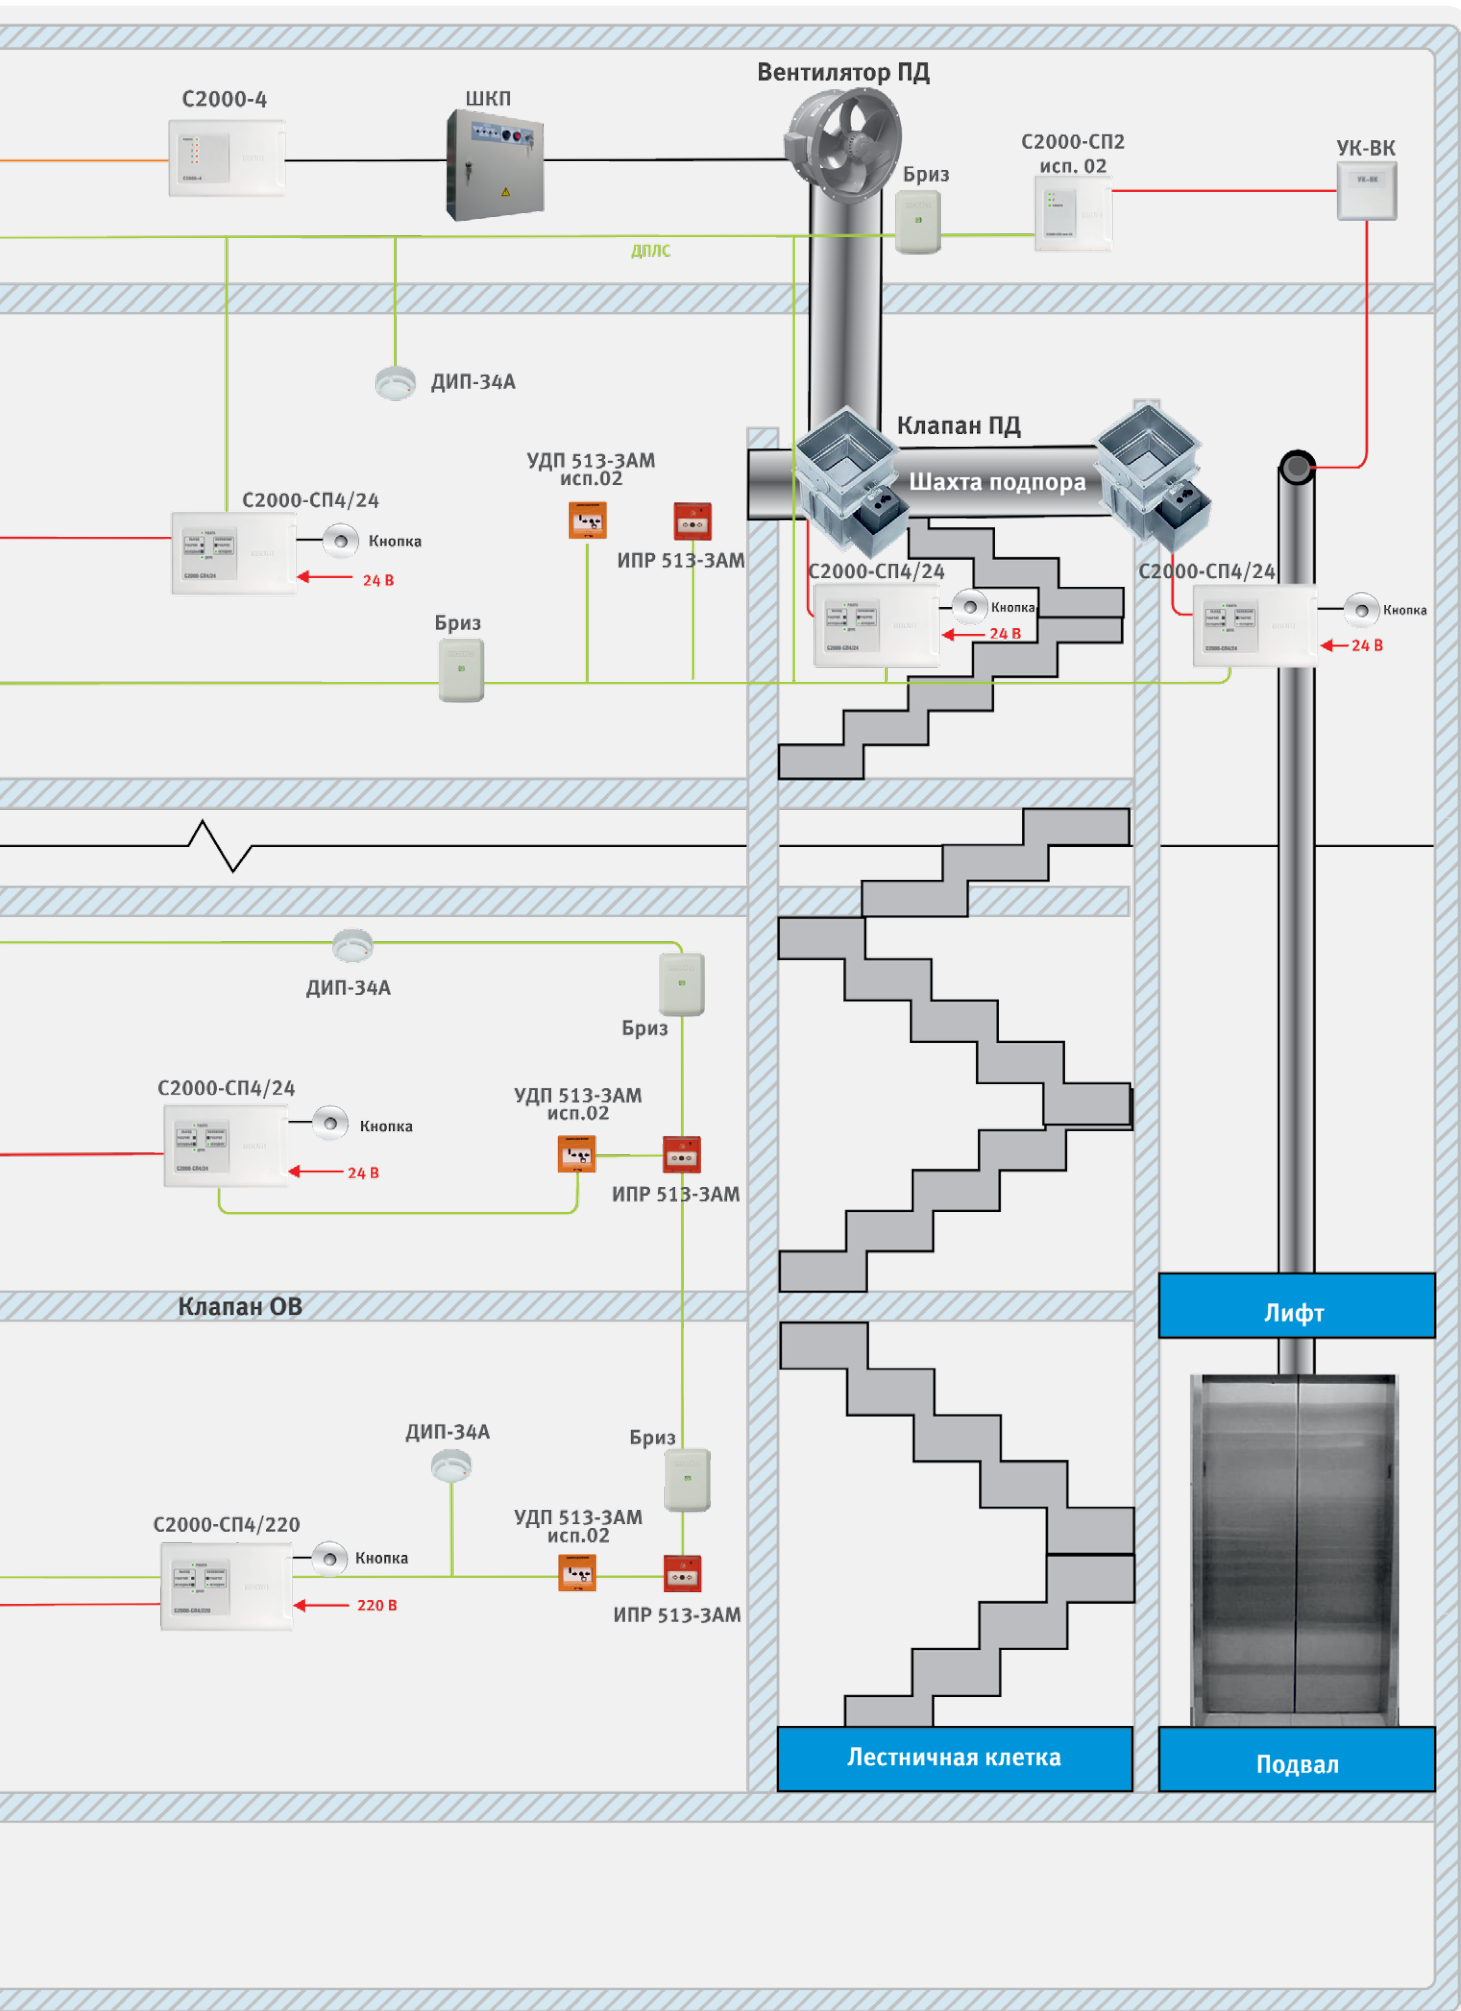 Вентилятор ПД
С2000-4
ШКП
С2000-СП2
исп. 02
УК-ВК
Бриз
УК-ВК
С2000-4
ДПЛС
ДИП-34А
Клапан ПД
УДП 513-3АМ
исп.02
Шахта подпора
С2000-СП4/24
Кнопка
ИПР 513-3АМ
24 В
С2000-СП4/24
С2000-СП4/24
Кнопка
Кнопка
24 В
24 В
Бриз
ДИП-34А
Бриз
С2000-СП4/24
УДП 513-3АМ
исп.02
Кнопка
24 В
ИПР 513-3АМ
Клапан ОВ
Лифт
ДИП-34А
Бриз
С2000-СП4/220
УДП 513-3АМ
исп.02
Кнопка
220 В
ИПР 513-3АМ
Лестничная клетка
Подвал